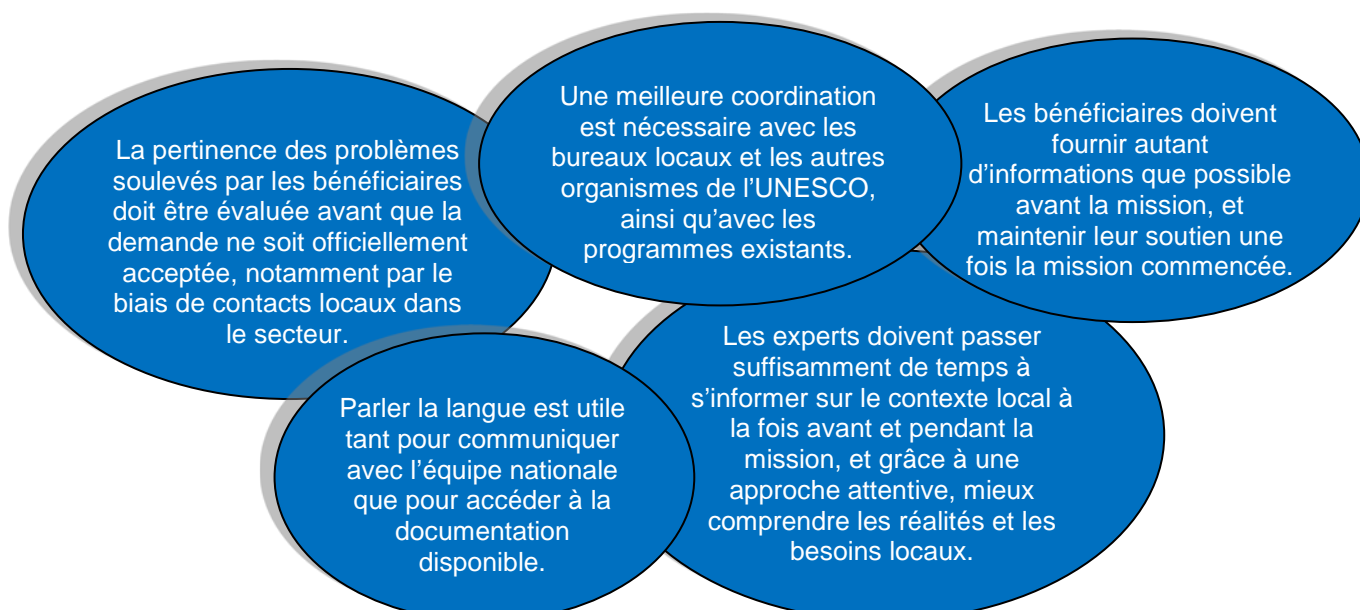 La pertinence des problèmes
soulevés par les bénéficiaires
doit être évaluée avant que la
demande ne soit officiellement
acceptée, notamment par le
biais de contacts locaux dans
le secteur.
Une meilleure coordination
est nécessaire avec les
bureaux locaux et les autres
organismes de l’UNESCO,
ainsi qu’avec les
programmes existants.
Les bénéficiaires doivent
fournir autant
d’informations que possible
avant la mission, et
maintenir leur soutien une
fois la mission commencée.
Parler la langue est utile
tant pour communiquer
avec l’équipe nationale
que pour accéder à la
documentation
disponible.
Les experts doivent passer
suffisamment de temps à
s’informer sur le contexte local à
la fois avant et pendant la
mission, et grâce à une
approche attentive, mieux
comprendre les réalités et les
besoins locaux.